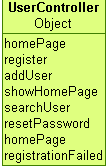 UserController
Object
homePage
register
addUser
showHomePage
searchUser
resetPassword
homePage
registrationFailed